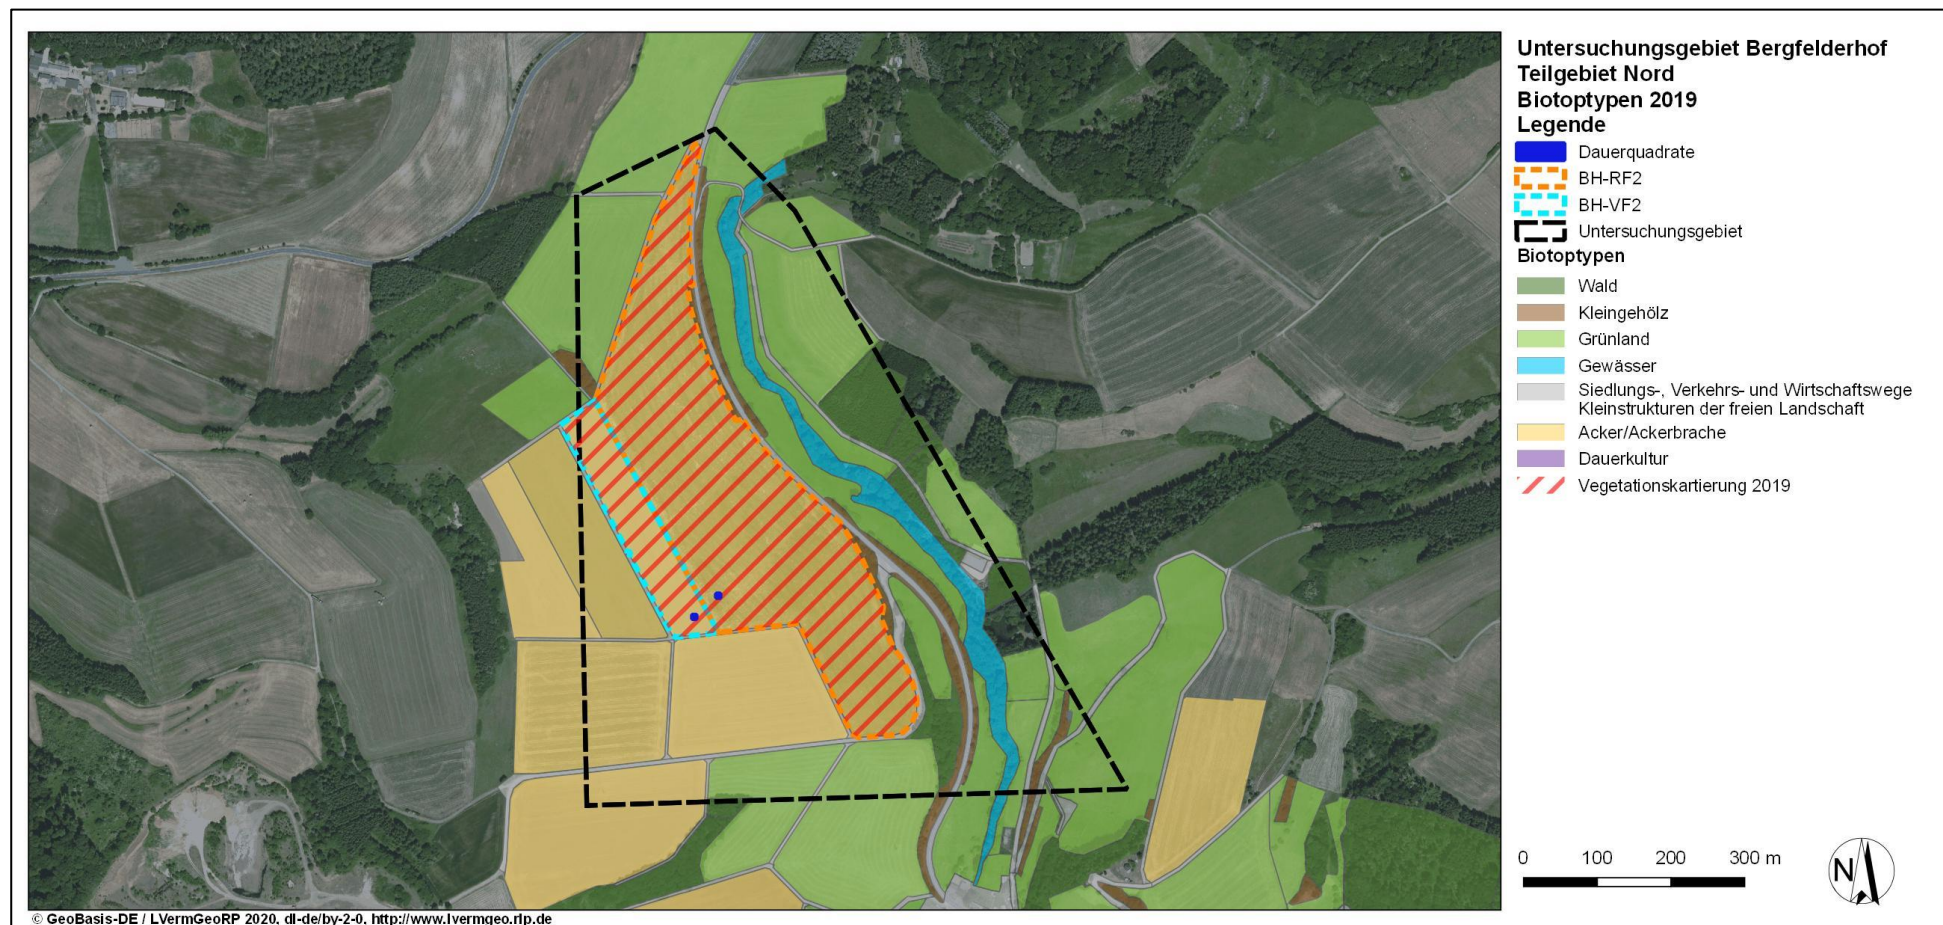 Untersuchungsgebiet Bergfelderhof
Teilgebiet Nord
Biotoptypen 2019
Legende
Dauerquadrate
BH-RF2
BH-VF2
Untersuchungsgebiet
Biotoptypen
Wald
Kleingehölz
Grünland
Gewässer
Siedlungs-, Verkehrs- und Wirtschaftswege
Kleinstrukturen der freien Landschaft
Acker/Ackerbrache
Dauerkultur
Vegetationskartierung 2019
0 100 200 300 m
N
© GeoBasis-DE / LVermGeoRP 2020, dl-de/by-2-0, http://www.lvermgeo.rlp.de